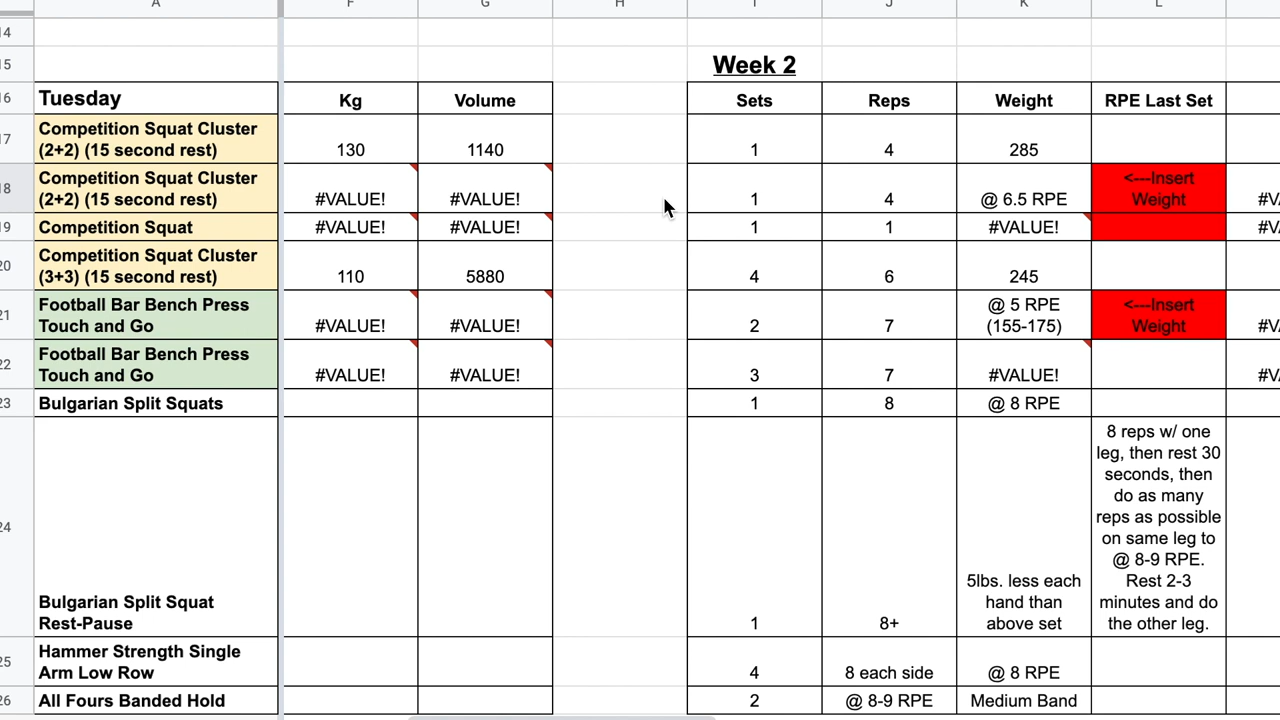 A F G H I J K L
14
15 Week 2
16 Tuesday Kg Volume Sets Reps Weight RPE Last Set
Competition Squat Cluster
17 (2+2) (15 second rest) 130 1140 1 4 285
Competition Squat Cluster <---Insert
18 (2+2) (15 second rest) #VALUE! #VALUE! 1 4 @ 6.5 RPE Weight #VA
19 Competition Squat #VALUE! #VALUE! 1 1 #VALUE! #VA
Competition Squat Cluster
20 (3+3) (15 second rest) 110 5880 4 6 245
Football Bar Bench Press @ 5 RPE <---Insert
21 Touch and Go #VALUE! #VALUE! 2 7 (155-175) Weight #VA
Football Bar Bench Press
22 Touch and Go #VALUE! #VALUE! 3 7 #VALUE! #VA
23 Bulgarian Split Squats 1 8 @ 8 RPE
8 reps w/ one
leg, then rest 30
seconds, then
do as many
24 reps as possible
on same leg to
@ 8-9 RPE.
5lbs. less each Rest 2-3
Bulgarian Split Squat hand than minutes and do
Rest-Pause 1 8+ above set the other leg.
Hammer Strength Single
25 Arm Low Row 4 8 each side @ 8 RPE
26 All Fours Banded Hold 2 @ 8-9 RPE Medium Band